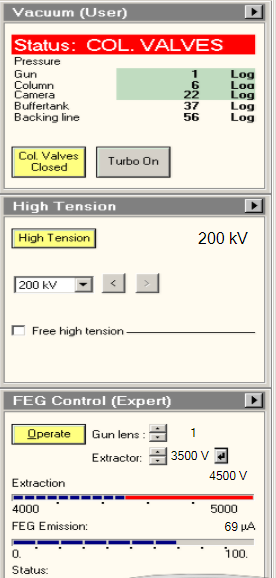 Vacuum (User)
Status: COL. VALVES
Pressure
Gun 1 Log
Column 6 Log
Camera 22 Log
Buffertank 37 Log
Backing line 56 Log
Col. Valves Closed Turbo On
High Tension
High Tension 200 kV
200 kV < >
Free high tension
FEG Control (Expert)
Operate Gun lens : 1
Extractor: 3500 V
4500 V
Extraction
4000 5000
FEG Emission: 69 µA
0. 100.
Status: